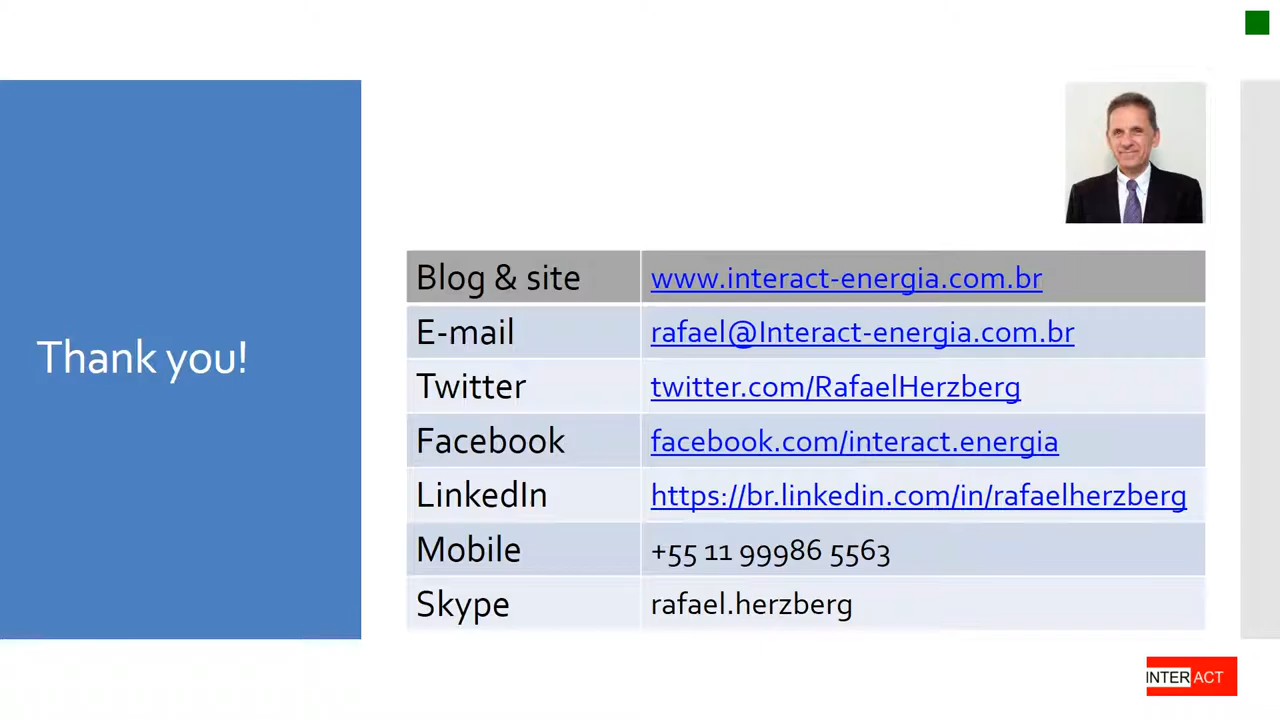 Thank you!
Blog & site www.interact-energia.com.br
E-mail rafael@Interact-energia.com.br
Twitter twitter.com/RafaelHerzberg
Facebook facebook.com/interact.energia
LinkedIn https://br.linkedin.com/in/rafaelherzberg
Mobile +55 11 99986 5563
Skype rafael.herzberg
INTERACT